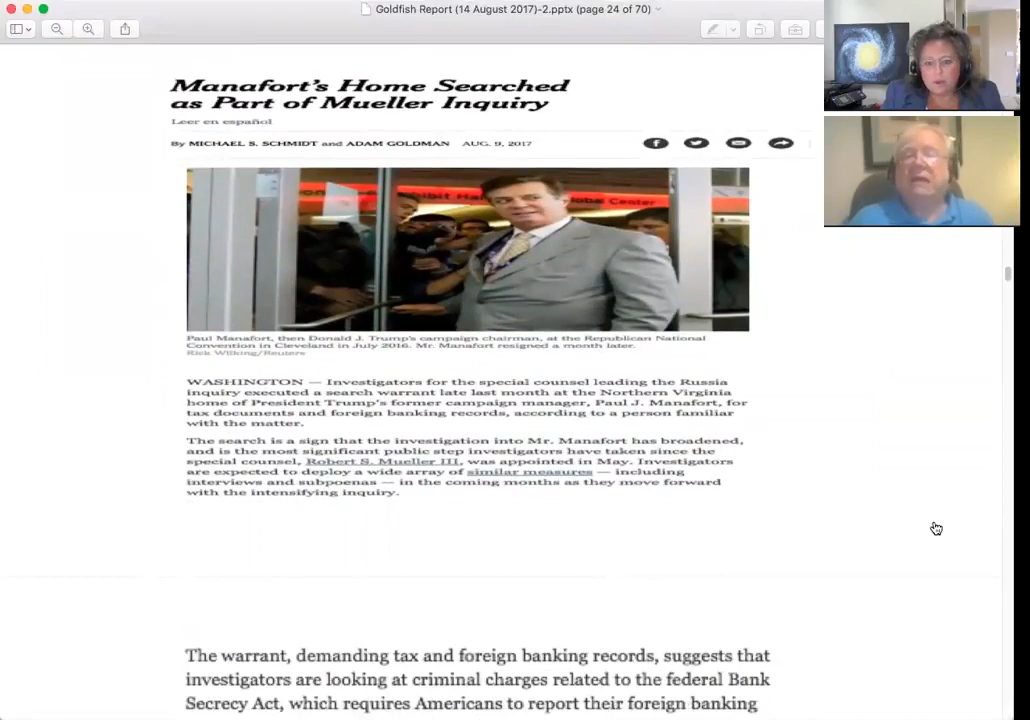 Goldfish Report (14 August 2017)-2.pptx (page 24 of 70)
Manafort's Home Searched
as Part of Mueller Inquiry
Leer en español
By MICHAEL S. SCHMIDT and ADAM GOLDMAN AUG. 9, 2017
Global Center
Paul Manafort, then Donald J. Trump's campaign chairman, at the Republican National
Convention in Cleveland in July 2016. Mr. Manafort resigned a month later.
Rick Wilking/Reuters
WASHINGTON — Investigators for the special counsel leading the Russia
inquiry executed a search warrant late last month at the Northern Virginia
home of President Trump's former campaign manager, Paul J. Manafort, for
tax documents and foreign banking records, according to a person familiar
with the matter.
The search is a sign that the investigation into Mr. Manafort has broadened,
and is the most significant public step investigators have taken since the
special counsel, Robert S. Mueller III, was appointed in May. Investigators
are expected to deploy a wide array of similar measures — including
interviews and subpoenas — in the coming months as they move forward
with the intensifying inquiry.
The warrant, demanding tax and foreign banking records, suggests that
investigators are looking at criminal charges related to the federal Bank
Secrecy Act, which requires Americans to report their foreign banking